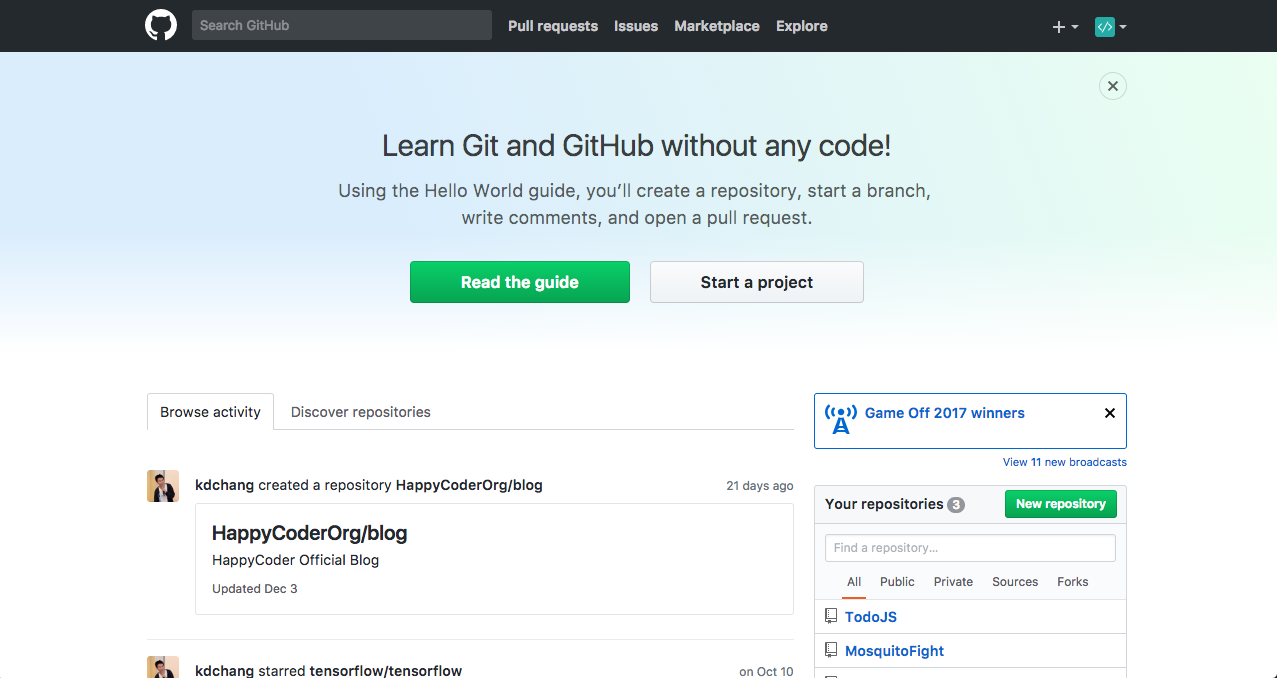 Search GitHub
Pull requests Issues Marketplace Explore
Learn Git and GitHub without any code!
Using the Hello World guide, you’ll create a repository, start a branch,
write comments, and open a pull request.
Read the guide
Start a project
Browse activity
Discover repositories
kdchang created a repository HappyCoderOrg/blog
21 days ago
HappyCoderOrg/blog
HappyCoder Official Blog
Updated Dec 3
kdchang starred tensorflow/tensorflow
on Oct 10
Game Off 2017 winners
View 11 new broadcasts
Your repositories 3
New repository
Find a repository…
All Public Private Sources Forks
TodoJS
MosquitoFight